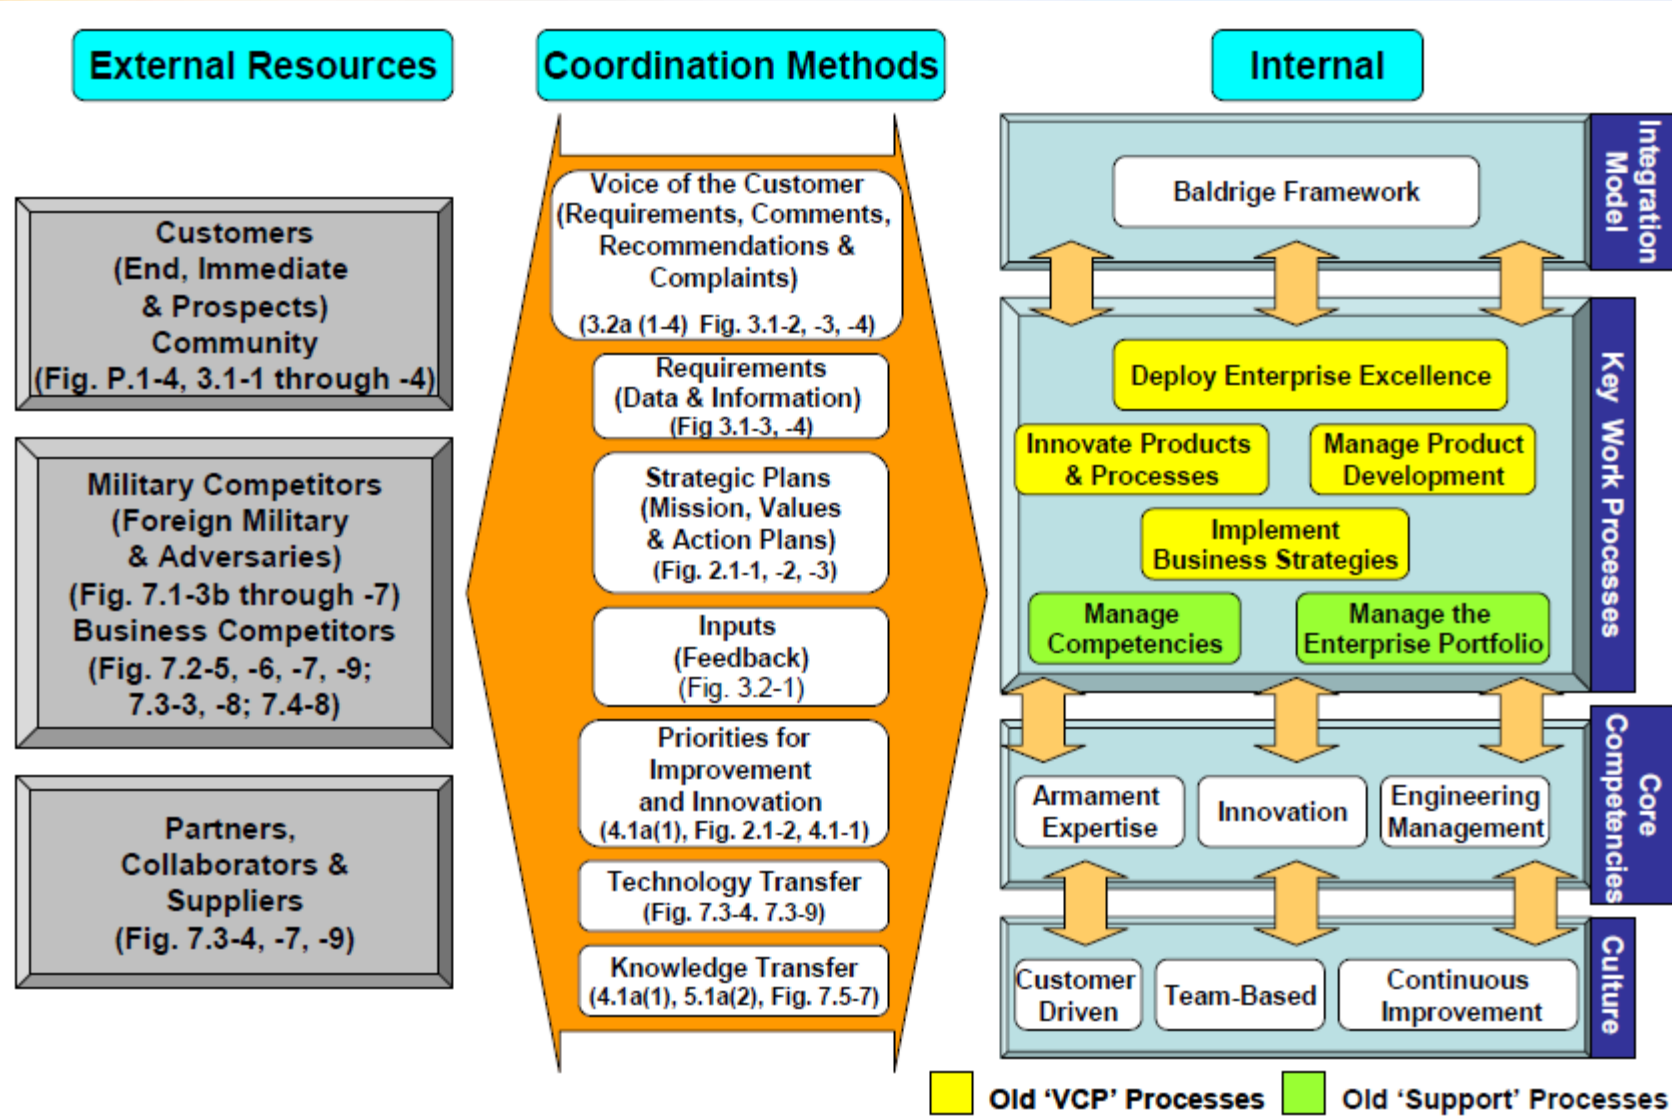 External Resources
Coordination Methods
Internal
Customers
(End, Immediate
& Prospects)
Community
(Fig. P.1-4, 3.1-1 through -4)
Military Competitors
(Foreign Military
& Adversaries)
(Fig. 7.1-3b through -7)
Business Competitors
(Fig. 7.2-5, -6, -7, -9;
7.3-3, -8; 7.4-8)
Partners,
Collaborators &
Suppliers
(Fig. 7.3-4, -7, -9)
Voice of the Customer
(Requirements, Comments,
Recommendations &
Complaints)
(3.2a (1-4) Fig. 3.1-2, -3, -4)
Requirements
(Data & Information)
(Fig 3.1-3, -4)
Strategic Plans
(Mission, Values
& Action Plans)
(Fig. 2.1-1, -2, -3)
Inputs
(Feedback)
(Fig. 3.2-1)
Priorities for
Improvement
and Innovation
(4.1a(1), Fig. 2.1-2, 4.1-1)
Technology Transfer
(Fig. 7.3-4. 7.3-9)
Knowledge Transfer
(4.1a(1), 5.1a(2), Fig. 7.5-7)
Baldrige Framework
Integration
Model
Deploy Enterprise Excellence
Innovate Products
& Processes
Manage Product
Development
Implement
Business Strategies
Manage
Competencies
Manage the
Enterprise Portfolio
Key Work Processes
Armament
Expertise
Innovation
Engineering
Management
Core
Competencies
Customer
Driven
Team-Based
Continuous
Improvement
Culture
Old ‘VCP’ Processes
Old ‘Support’ Processes